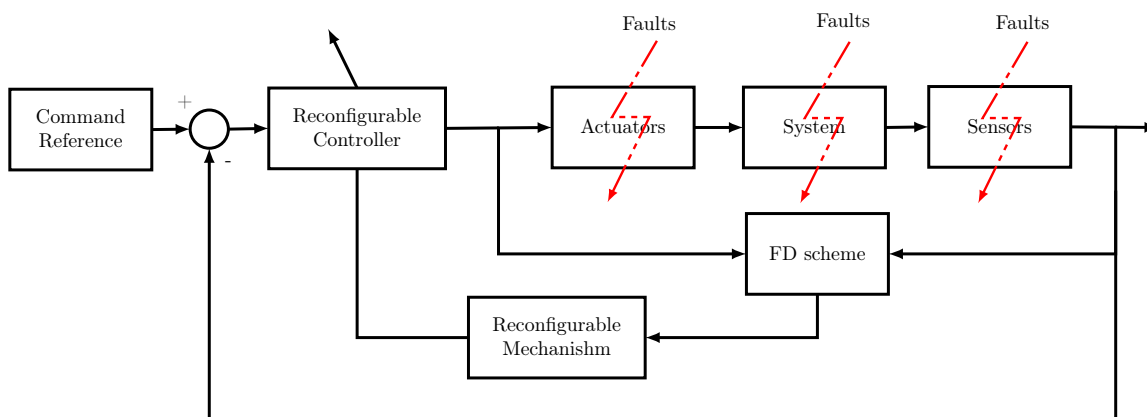 Faults
Faults
Faults
Command
Reference
+
-
Reconfigurable
Controller
Actuators
System
Sensors
FD scheme
Reconfigurable
Mechanishm